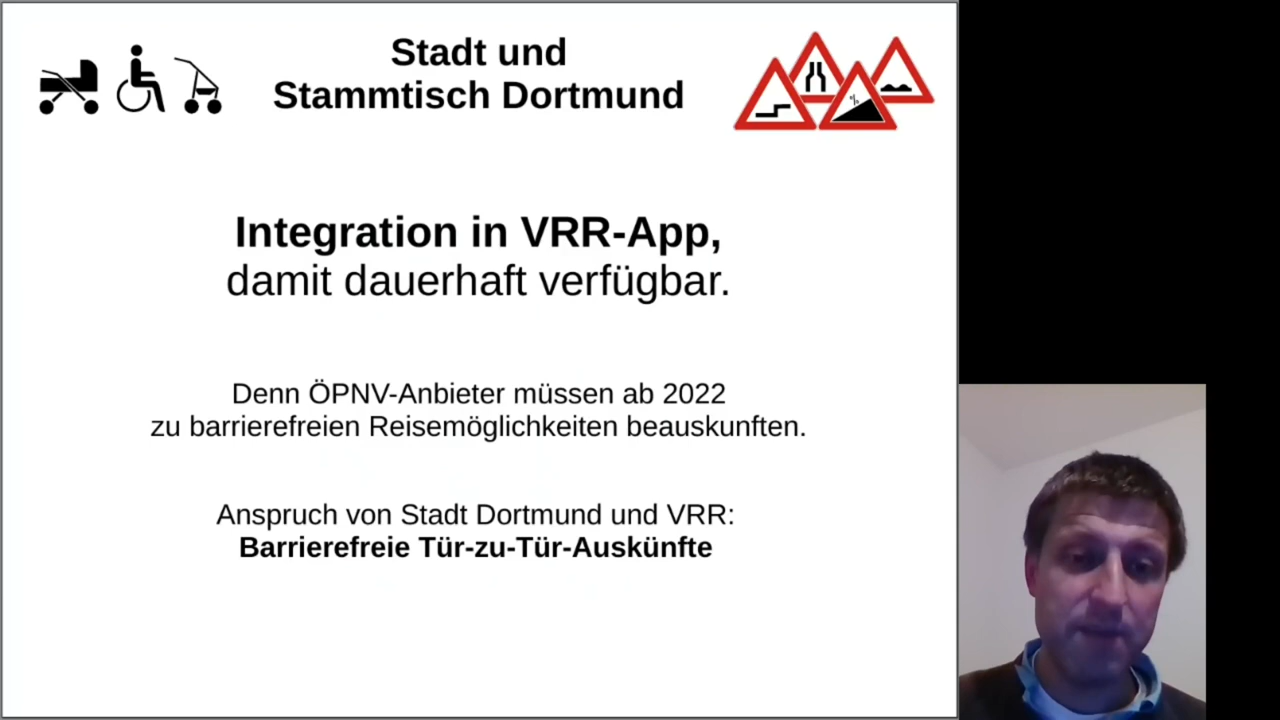 Stadt und
Stammtisch Dortmund
Integration in VRR-App,
damit dauerhaft verfügbar.
Denn ÖPNV-Anbieter müssen ab 2022
zu barrierefreien Reisemöglichkeiten beauskunften.
Anspruch von Stadt Dortmund und VRR:
Barrierefreie Tür-zu-Tür-Auskünfte